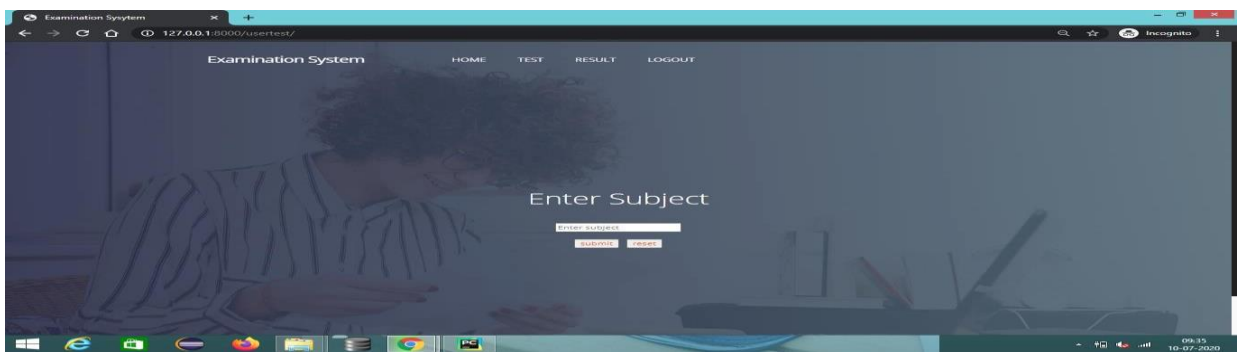 Examination Sysytem
127.0.0.1:8000/usertest/
Incognito
Examination System HOME TEST RESULT LOGOUT
Enter Subject
Enter subject
submit reset
PC
09:35
10-07-2020